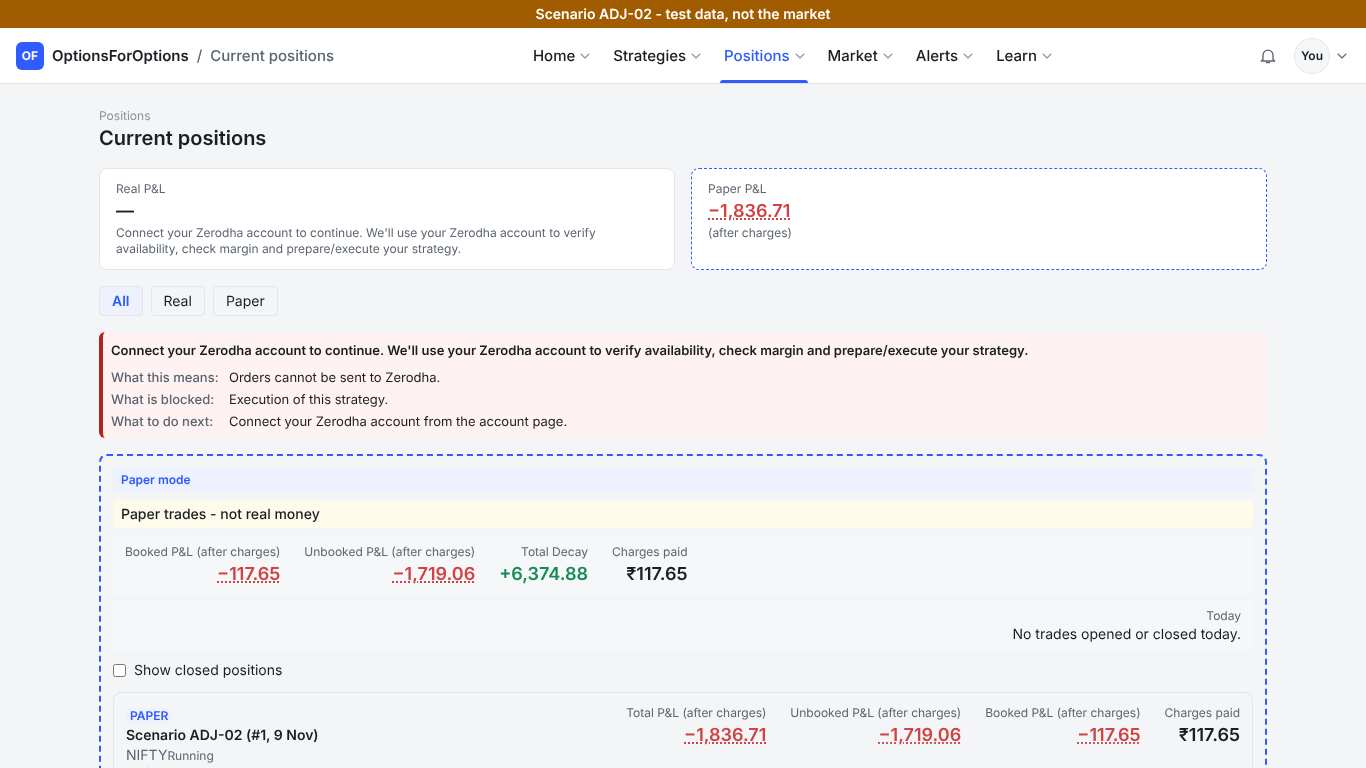 Scenario ADJ-02 - test data, not the market
OF OptionsForOptions / Current positions Home Strategies Positions Market Alerts Learn You
Positions
Current positions
Real P&L
—
Connect your Zerodha account to continue. We'll use your Zerodha account to verify
availability, check margin and prepare/execute your strategy.
Paper P&L
−1,836.71
(after charges)
All Real Paper
Connect your Zerodha account to continue. We'll use your Zerodha account to verify availability, check margin and prepare/execute your strategy.
What this means: Orders cannot be sent to Zerodha.
What is blocked: Execution of this strategy.
What to do next: Connect your Zerodha account from the account page.
Paper mode
Paper trades - not real money
Booked P&L (after charges) Unbooked P&L (after charges) Total Decay Charges paid
−117.65 −1,719.06 +6,374.88 ₹117.65
Today
No trades opened or closed today.
Show closed positions
PAPER
Scenario ADJ-02 (#1, 9 Nov)
NIFTYRunning
Total P&L (after charges) Unbooked P&L (after charges) Booked P&L (after charges) Charges paid
−1,836.71 −1,719.06 −117.65 ₹117.65